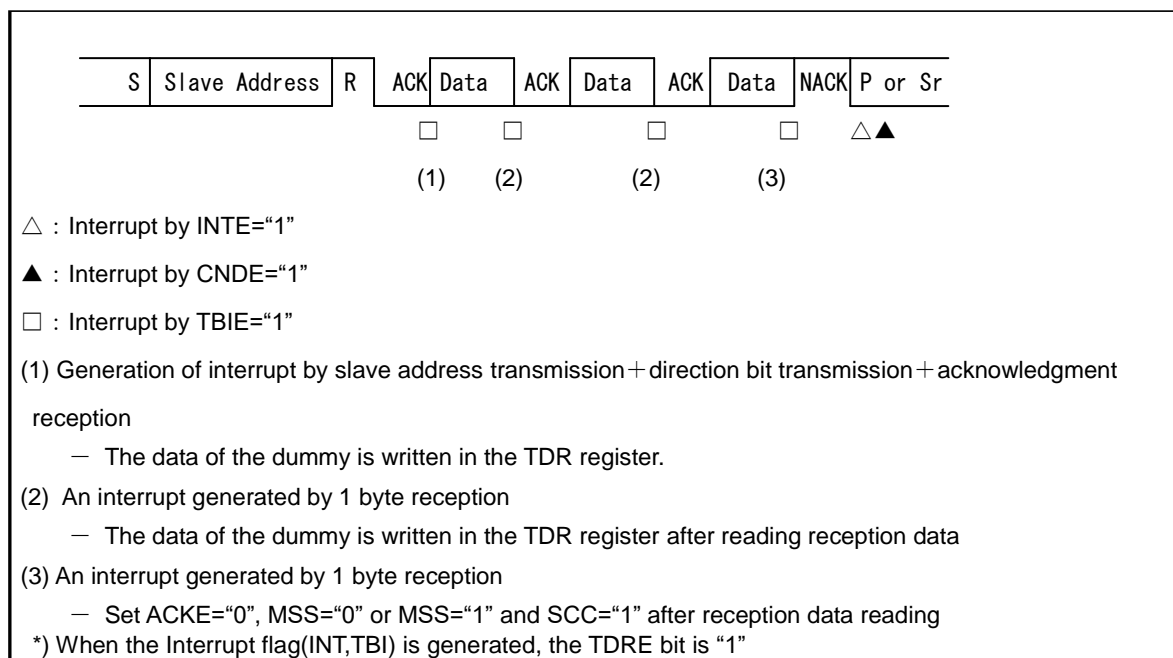 S Slave Address R ACK Data ACK Data ACK Data NACK P or Sr
□ □ □ □ △▲
(1) (2) (2) (3)
△ : Interrupt by INTE=“1”
▲ : Interrupt by CNDE=“1”
□ : Interrupt by TBIE=“1”
(1) Generation of interrupt by slave address transmission＋direction bit transmission＋acknowledgment
reception
－ The data of the dummy is written in the TDR register.
(2) An interrupt generated by 1 byte reception
－ The data of the dummy is written in the TDR register after reading reception data
(3) An interrupt generated by 1 byte reception
－ Set ACKE=“0”, MSS=“0” or MSS=“1” and SCC=“1” after reception data reading
*) When the Interrupt flag(INT,TBI) is generated, the TDRE bit is “1”